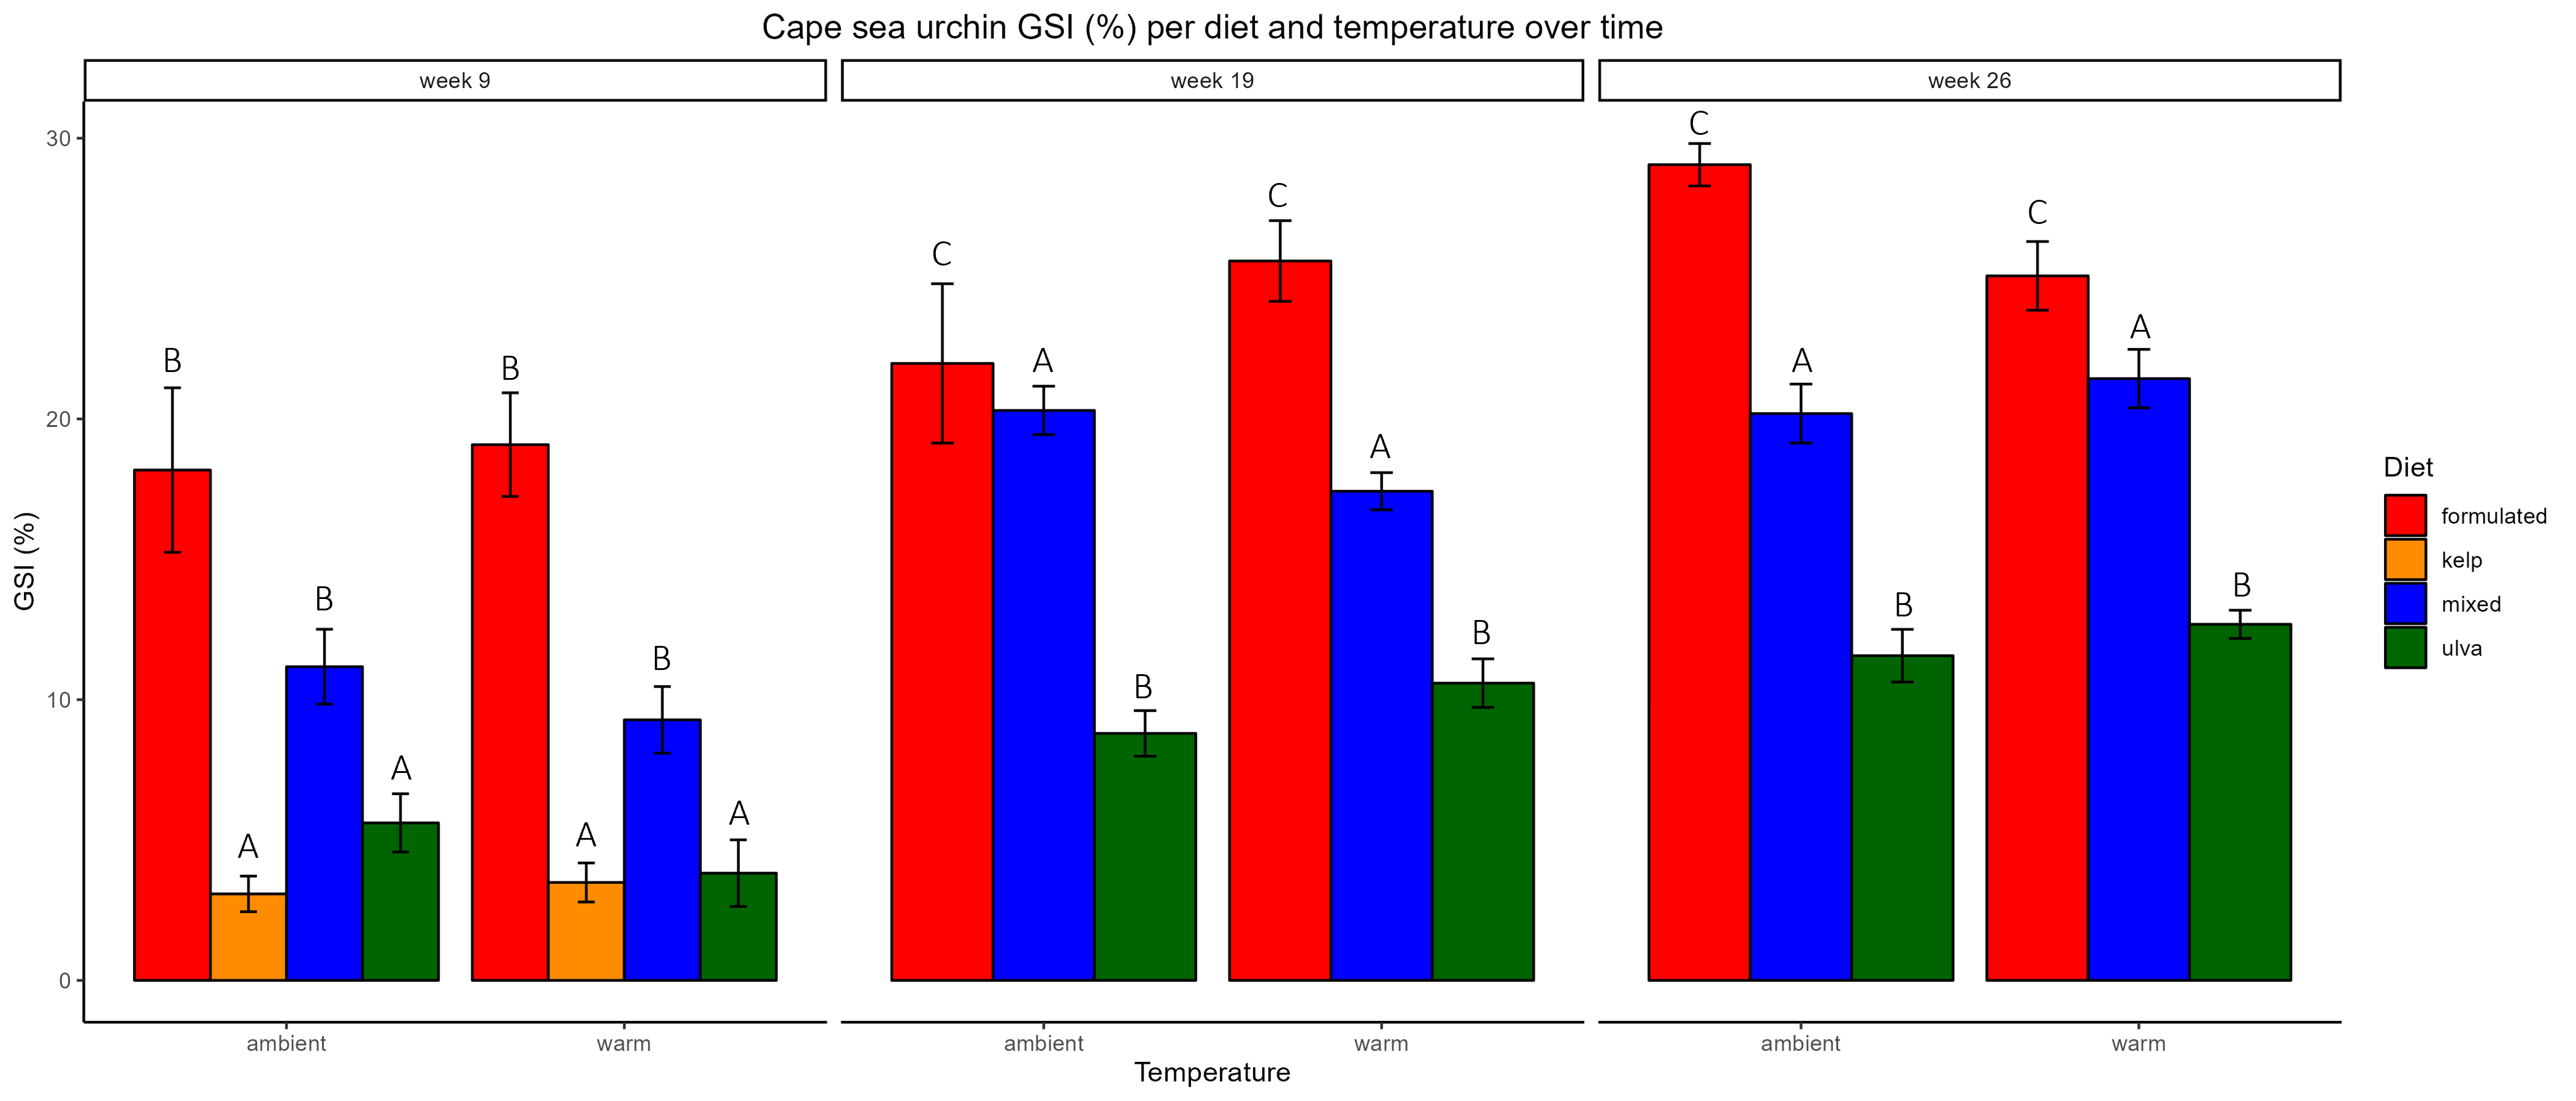 Cape sea urchin GSI (%) per diet and temperature over time
week 9
week 19
week 26
GSI (%)
30
20
10
0
B
A
B
A
B
A
B
A
C
A
B
C
A
B
C
A
B
C
A
B
ambient
warm
ambient
warm
ambient
warm
Temperature
Diet
formulated
kelp
mixed
ulva